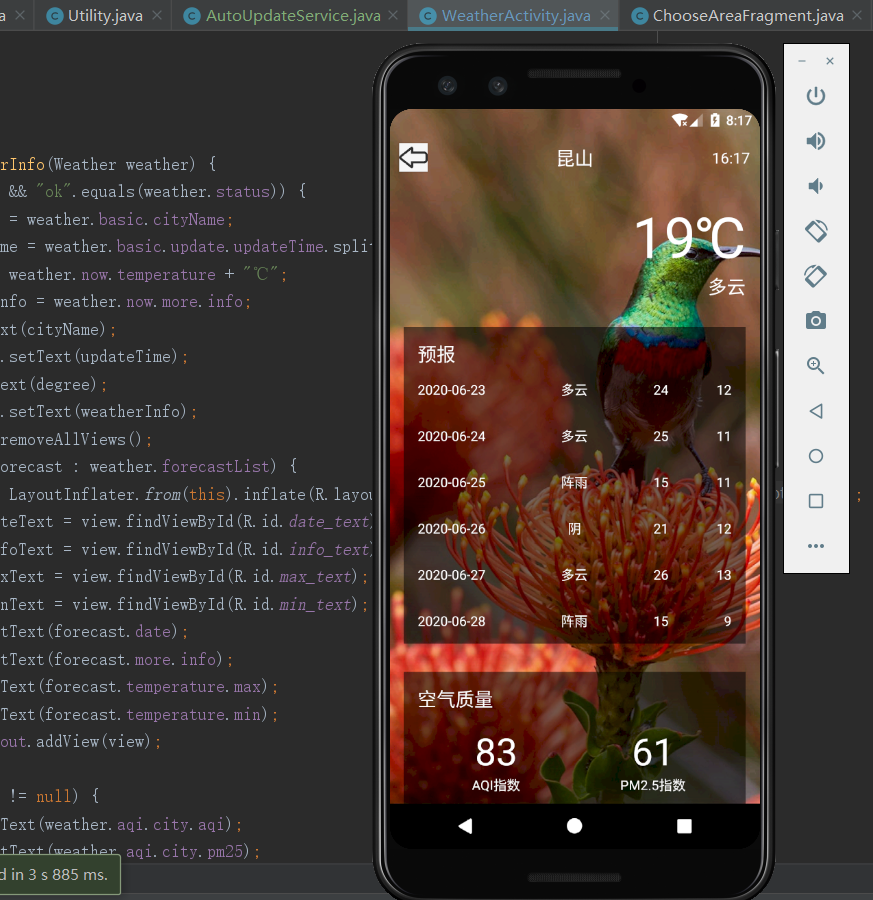 a Utility.java AutoUpdateService.java WeatherActivity.java ChooseAreaFragment.java
rInfo(Weather weather) {
&& "ok".equals(weather.status)) {
= weather.basic.cityName;
me = weather.basic.update.updateTime.split
weather.now.temperature + "℃";
nfo = weather.now.more.info;
xt(cityName);
.setText(updateTime);
ext(degree);
.setText(weatherInfo);
removeAllViews();
orecast : weather.forecastList) {
LayoutInflater.from(this).inflate(R.layou
teText = view.findViewById(R.id.date_text)
foText = view.findViewById(R.id.info_text)
xText = view.findViewById(R.id.max_text);
nText = view.findViewById(R.id.min_text);
tText(forecast.date);
tText(forecast.more.info);
Text(forecast.temperature.max);
Text(forecast.temperature.min);
out.addView(view);
!= null) {
Text(weather.aqi.city.aqi);
tText(weather.aqi.city.pm25);
d in 3 s 885 ms.
8:17
昆山 16:17
19℃
多云
预报
2020-06-23 多云 24 12
2020-06-24 多云 25 11
2020-06-25 阵雨 15 11
2020-06-26 阴 21 12
2020-06-27 多云 26 13
2020-06-28 阵雨 15 9
空气质量
83 61
AQI指数 PM2.5指数
;